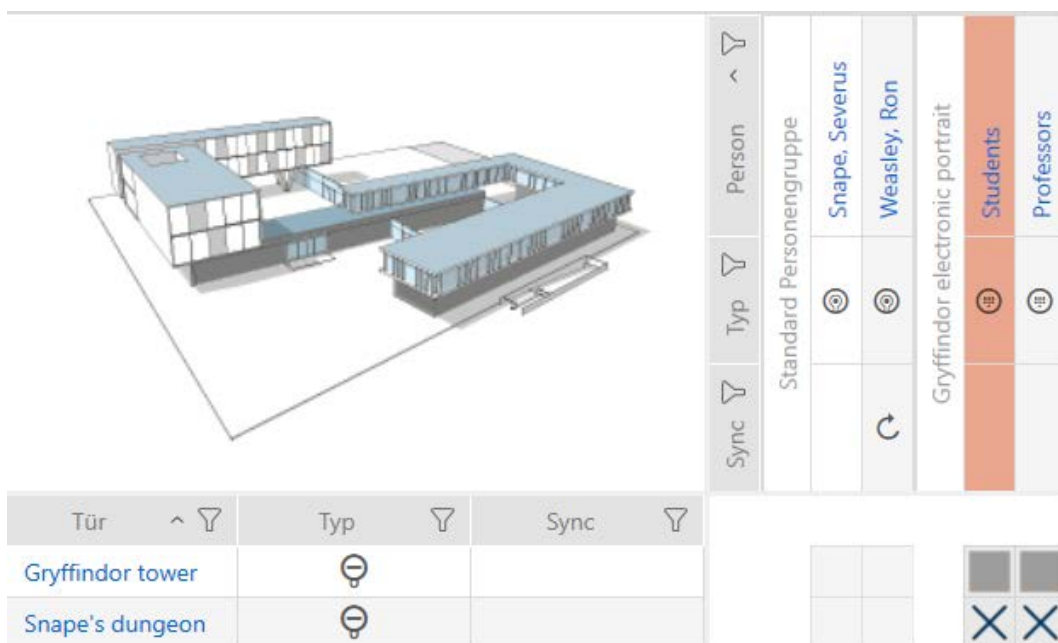 Person
Typ
Sync
Standard Personengruppe
Snape, Severus
Weasley, Ron
Gryffindor electronic portrait
Students
Professors
Tür Typ Sync
Gryffindor tower
Snape's dungeon